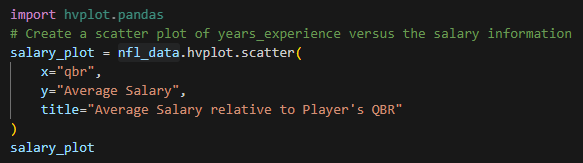 import hvplot.pandas
# Create a scatter plot of years_experience versus the salary information
salary_plot = nfl_data.hvplot.scatter(
    x="qbr",
    y="Average Salary",
    title="Average Salary relative to Player's QBR"
)
salary_plot